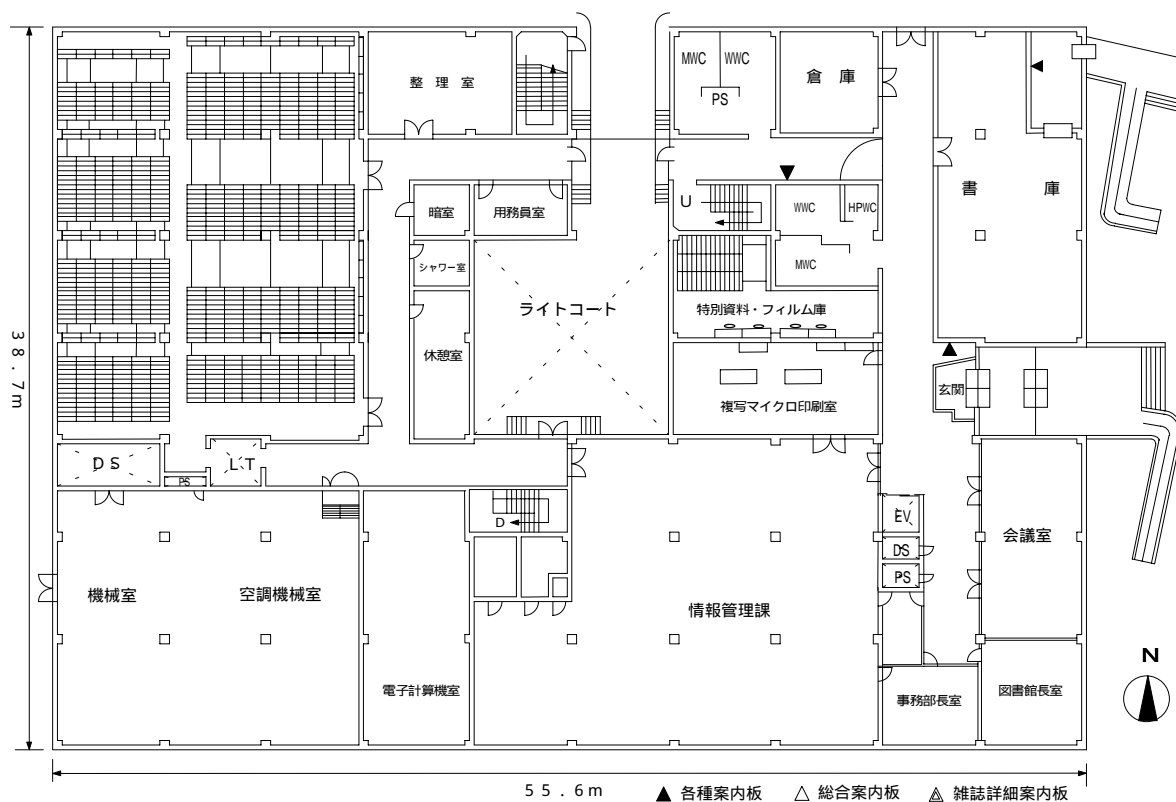 MWC
WWC
PS
倉 庫
整 理 室
書 庫
暗室
用務員室
U
WWC
HPWC
MWC
シャワー室
ライトコート
特別資料・フィルム庫
38.7m
休憩室
複写マイクロ印刷室
玄関
DS
LT
PS
D
EV
DS
PS
会議室
機械室
空調機械室
情報管理課
電子計算機室
事務部長室
図書館長室
N
55.6m
▲ 各種案内板
△ 総合案内板
雑誌詳細案内板